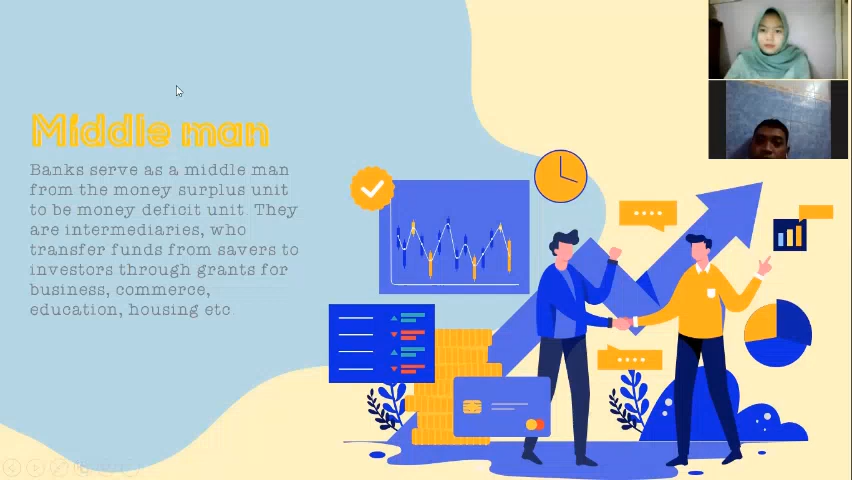 Middle man
Banks serve as a middle man
from the money surplus unit
to be money deficit unit. They
are intermediaries, who
transfer funds from savers to
investors through grants for
business, commerce,
education, housing etc